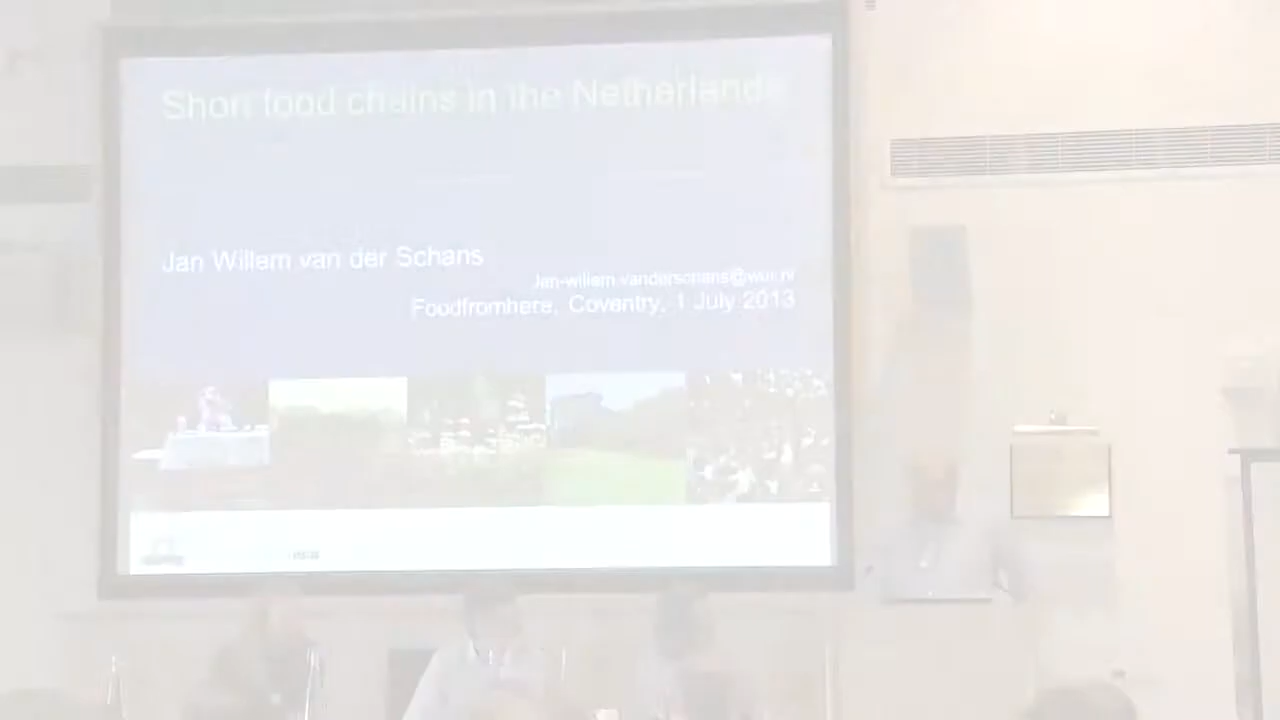 Short food chains in the Netherlands
Jan Willem van der Schans
Jan-willem.vanderschans@wur.nl
Foodfromhere, Coventry, 1 July 2013